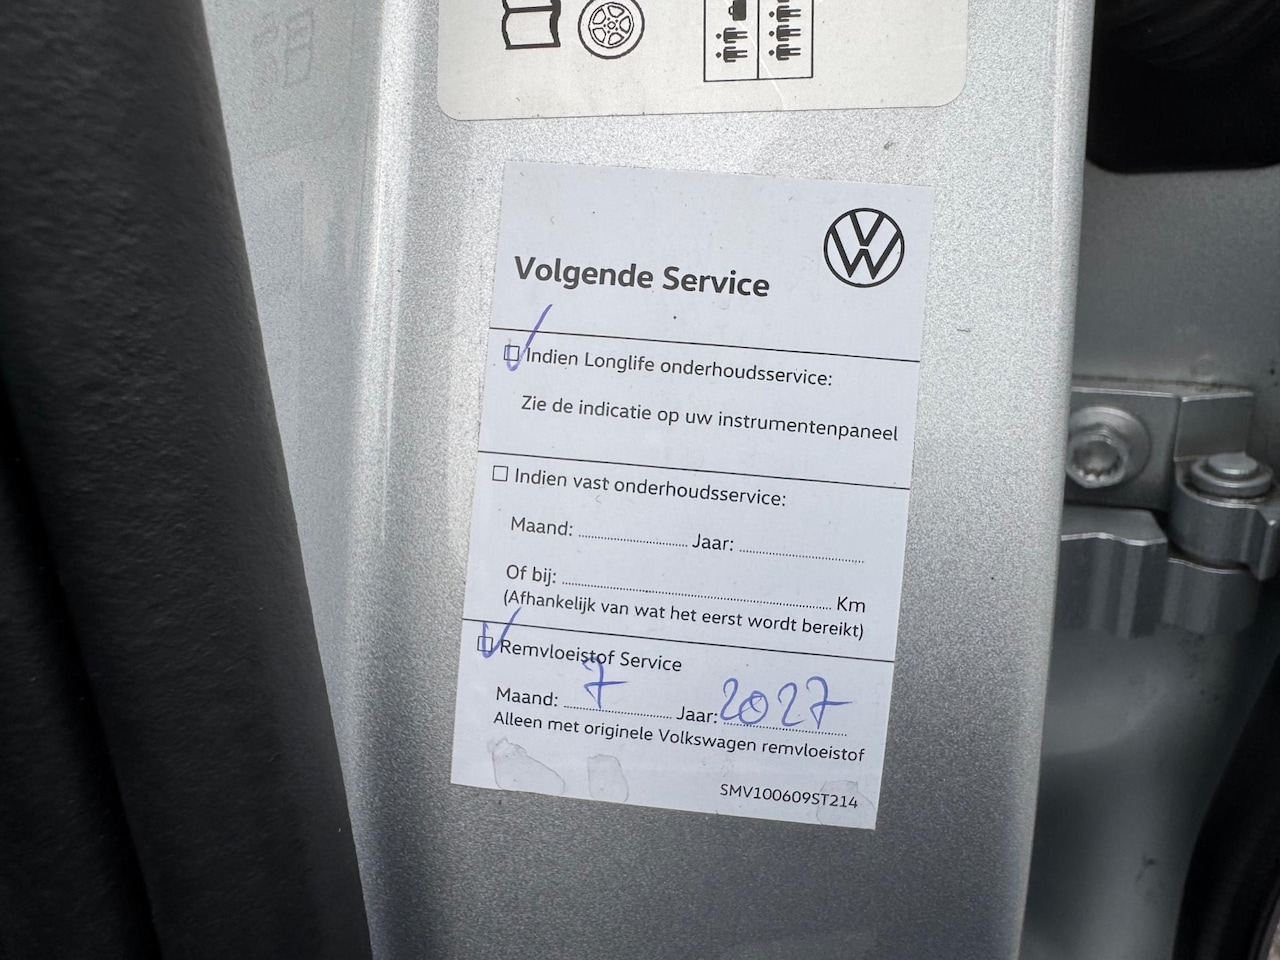 Volgende Service
Indien Longlife onderhoudsservice:
Zie de indicatie op uw instrumentenpaneel
Indien vast onderhoudsservice:
Maand: Jaar:
Of bij: Km
(Afhankelijk van wat het eerst wordt bereikt)
Remvloeistof Service
Maand: 7 Jaar: 2027
Alleen met originele Volkswagen remvloeistof
SMV100609ST214